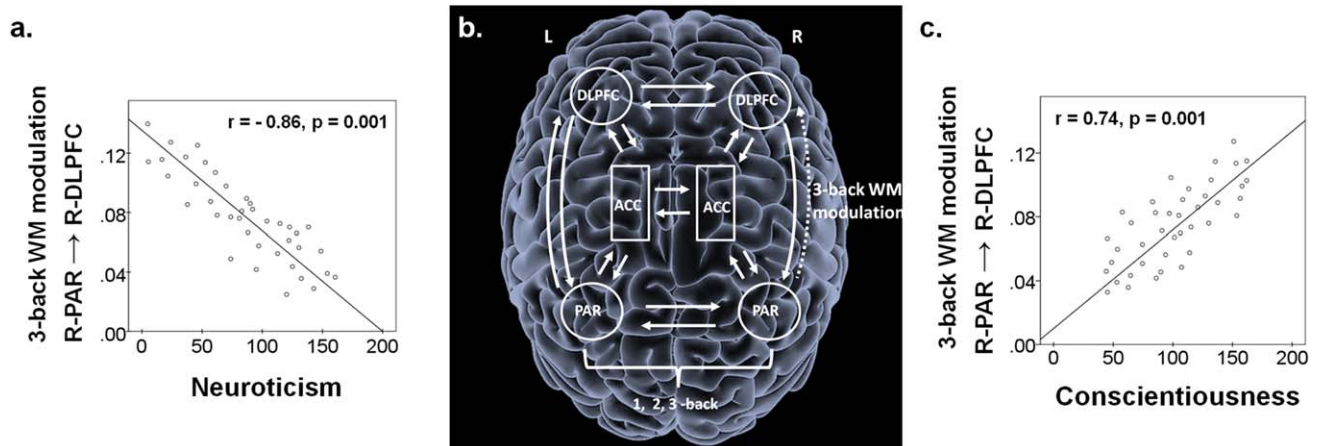 a.
3-back WM modulation
R-PAR → R-DLPFC
r = - 0.86, p = 0.001
.12
.08
.04
.00
0 50 100 150 200
Neuroticism
b.
L R
DLPFC DLPFC
ACC ACC
3-back WM
modulation
PAR PAR
1, 2, 3 -back
c.
3-back WM modulation
R-PAR → R-DLPFC
r = 0.74, p = 0.001
.12
.08
.04
.00
0 50 100 150 200
Conscientiousness